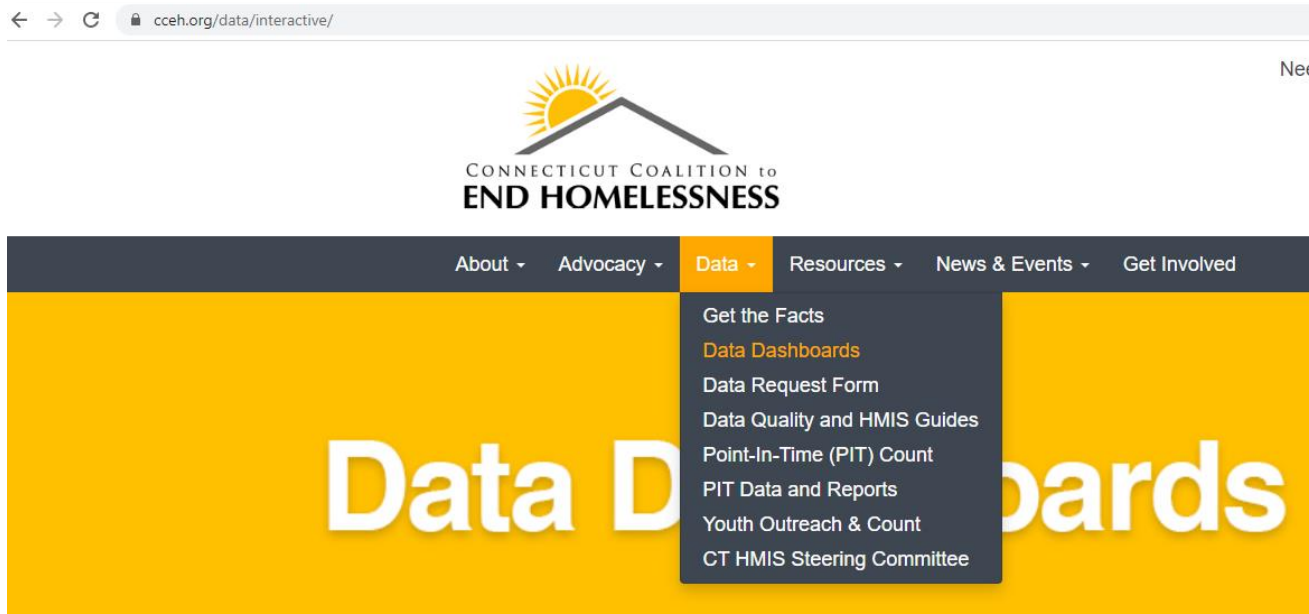 cceh.org/data/interactive/
Nee
CONNECTICUT COALITION to
END HOMELESSNESS
About Advocacy Data Resources News & Events Get Involved
Get the Facts
Data Dashboards
Data Request Form
Data Quality and HMIS Guides
Point-In-Time (PIT) Count
PIT Data and Reports
Youth Outreach & Count
CT HMIS Steering Committee
Data D oards